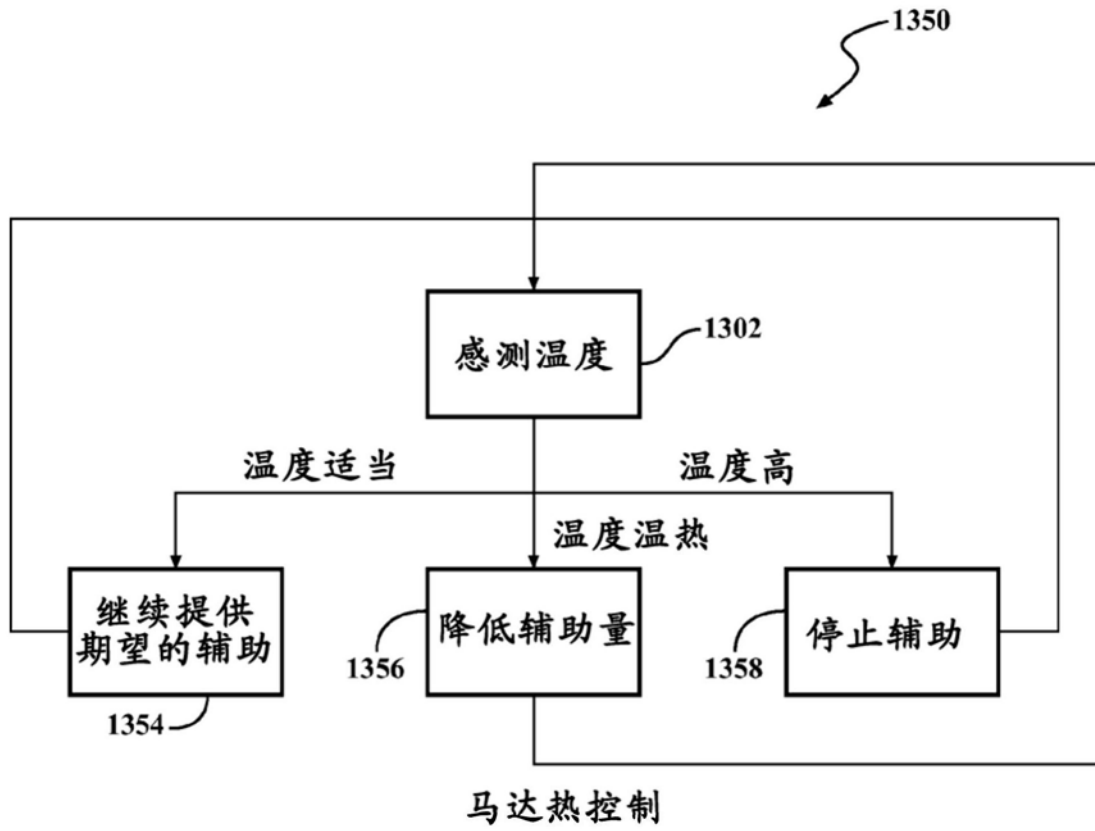 1350
感测温度
1302
温度适当
温度高
温度温热
继续提供
期望的辅助
1354
降低辅助量
1356
停止辅助
1358
马达热控制